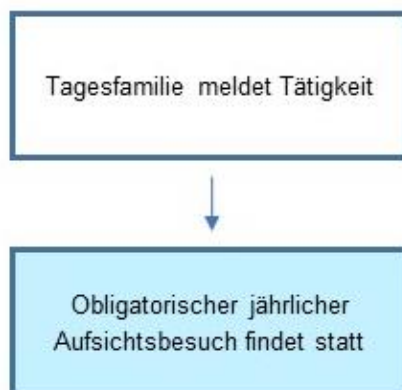 Tagesfamilie meldet Tätigkeit
Obligatorischer jährlicher
Aufsichtsbesuch findet statt